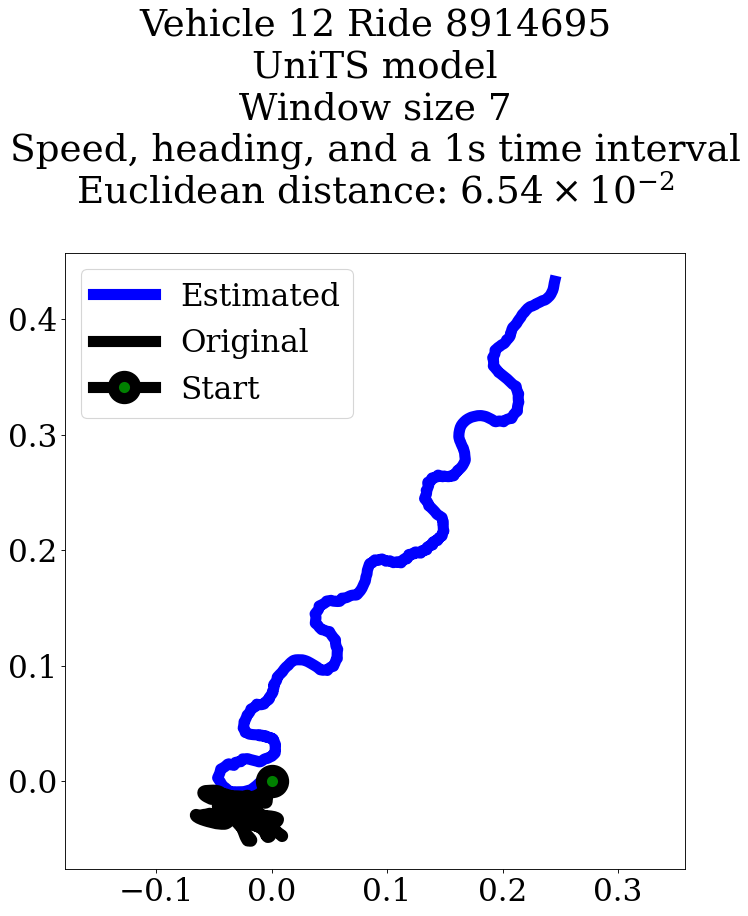 Vehicle 12 Ride 8914695
UniTS model
Window size 7
Speed, heading, and a 1s time interval
Euclidean distance: 6.54 × 10⁻²
Estimated
Original
Start
0.4
0.3
0.2
0.1
0.0
−0.1 0.0 0.1 0.2 0.3